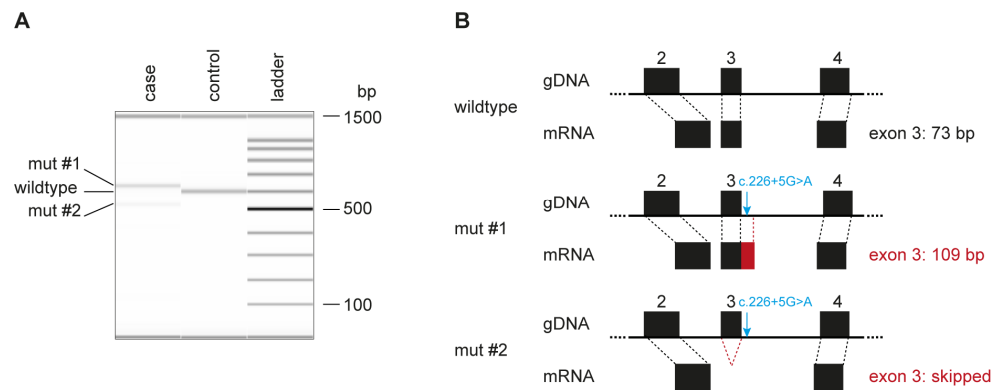 A
case
control
ladder
bp
1500
mut #1
wildtype
mut #2
500
100
B
2 3 4
gDNA
wildtype
mRNA
exon 3: 73 bp
2 3 c.226+5G>A 4
gDNA
mut #1
mRNA
exon 3: 109 bp
2 3 c.226+5G>A 4
gDNA
mut #2
mRNA
exon 3: skipped